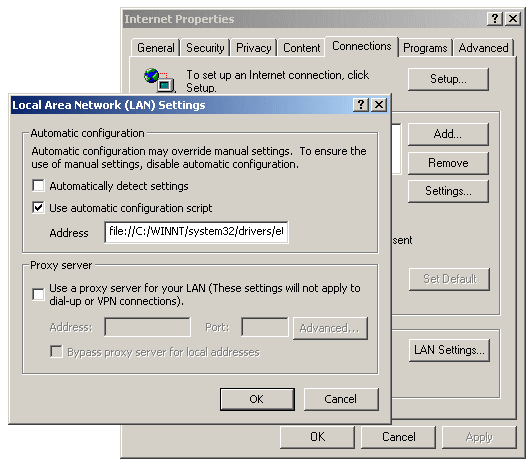 Internet Properties
General
Security
Privacy
Content
Connections
Programs
Advanced
To set up an Internet connection, click
Setup.
Setup...
Add...
Remove
Settings...
sent
Set Default
LAN Settings...
OK
Cancel
Apply
Local Area Network (LAN) Settings
Automatic configuration
Automatic configuration may override manual settings. To ensure the
use of manual settings, disable automatic configuration.
Automatically detect settings
Use automatic configuration script
Address
file://C:/WINNT/system32/drivers/
Proxy server
Use a proxy server for your LAN (These settings will not apply to
dial-up or VPN connections).
Address:
Port:
Advanced...
Bypass proxy server for local addresses
OK
Cancel